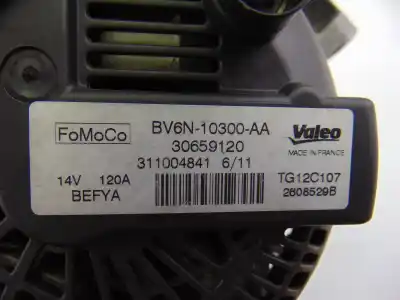 FoMoCo
BV6N-10300-AA
30659120
311004841 6/11
14V 120A
BEFYA
Valeo
MADE IN FRANCE
TG12C107
2608529B